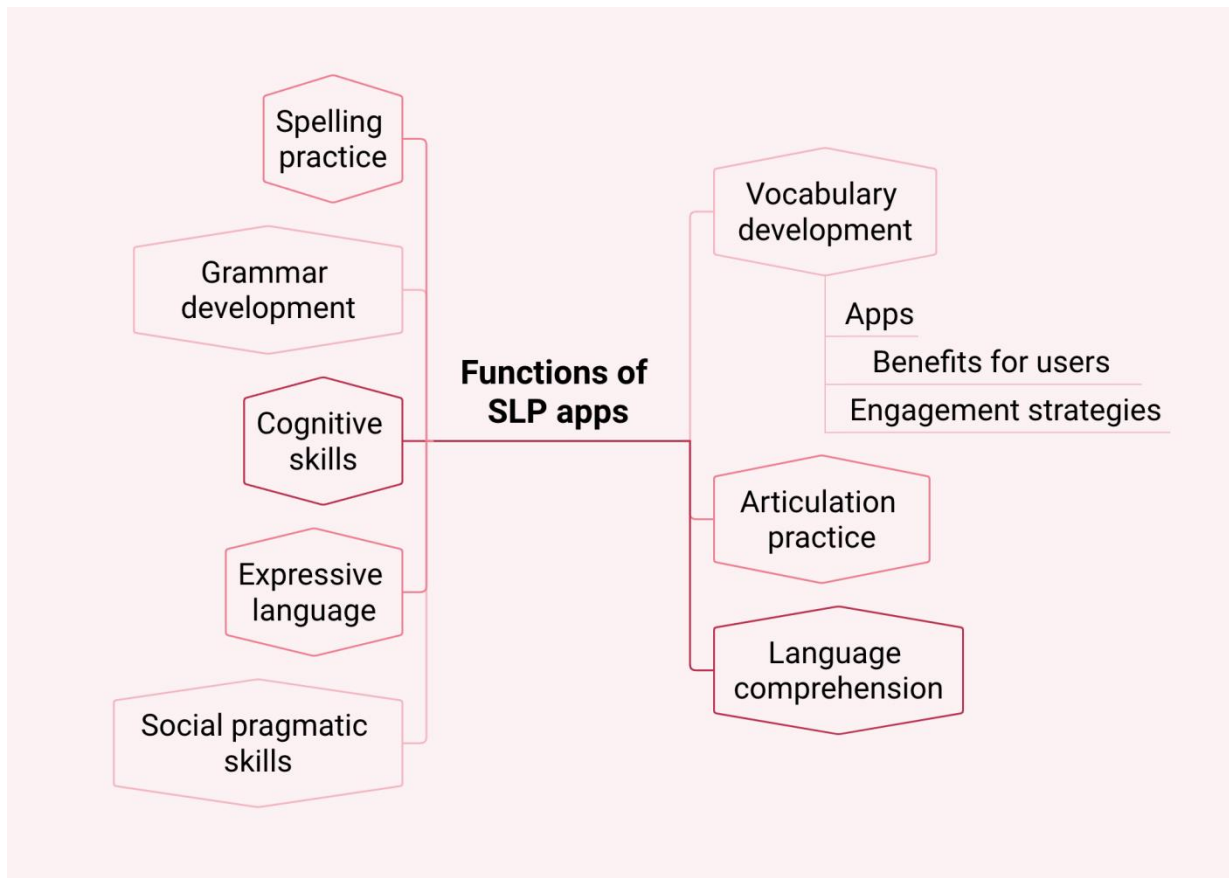 Functions of
SLP apps
Spelling
practice
Grammar
development
Cognitive
skills
Expressive
language
Social pragmatic
skills
Vocabulary
development
Apps
Benefits for users
Engagement strategies
Articulation
practice
Language
comprehension